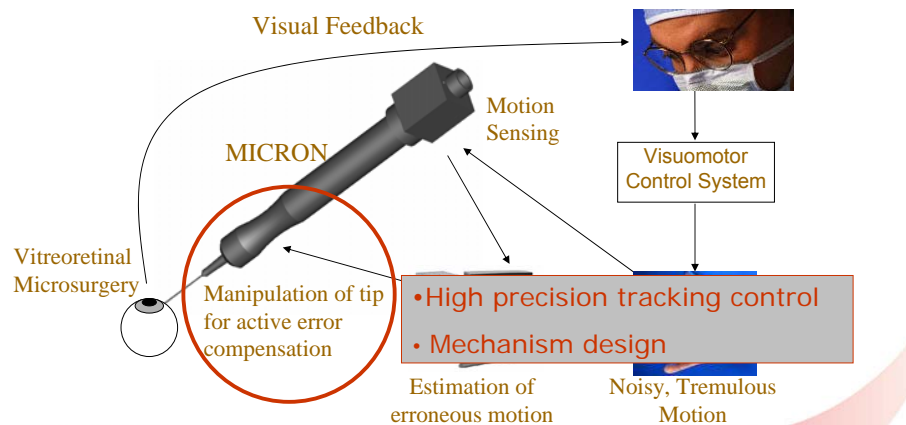 Visual Feedback
Motion
Sensing
MICRON
Visuomotor
Control System
Vitreoretinal
Microsurgery
Manipulation of tip
for active error
compensation
•High precision tracking control
• Mechanism design
Estimation of
erroneous motion
Noisy, Tremulous
Motion